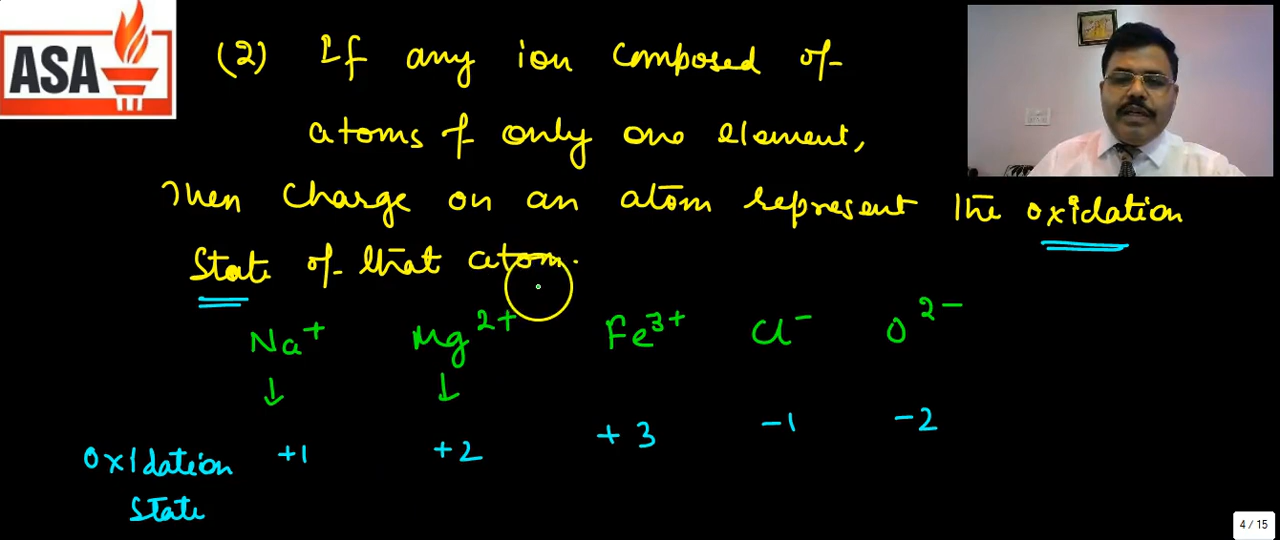 ASA
(2) If any ion composed of
atoms of only one element,
Then charge on an atom represent the oxidation
State of that atom.
Na⁺ Mg²⁺ Fe³⁺ Cl⁻ O²⁻
↓ ↓
Oxidation +1 +2 +3 -1 -2
State
4 / 15